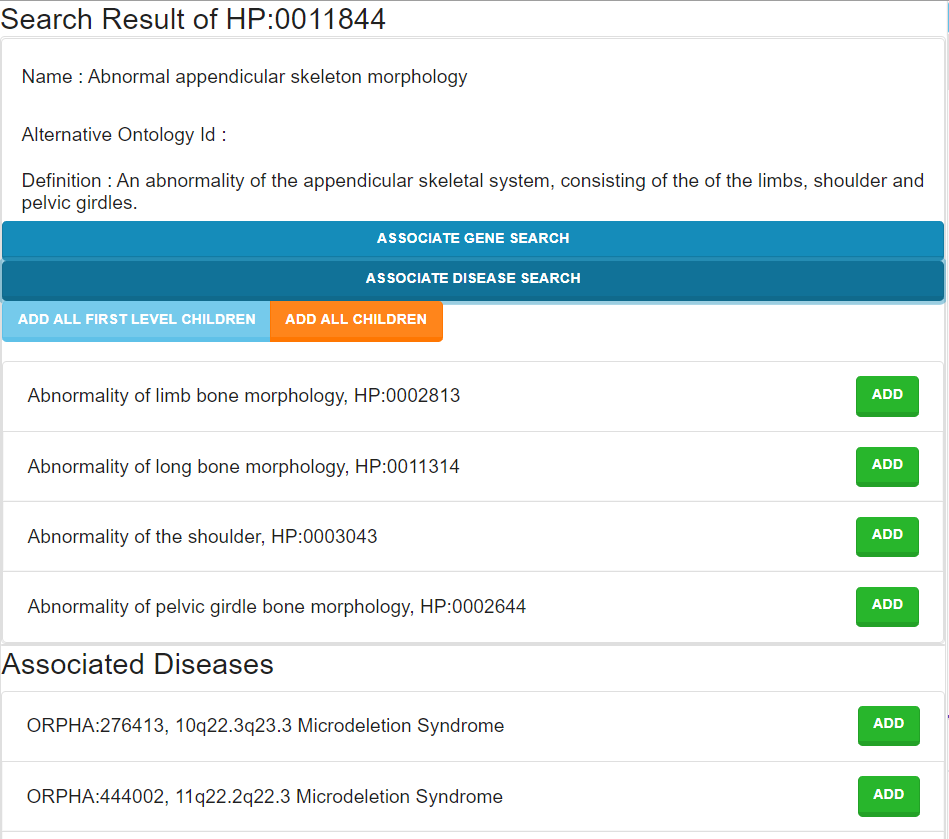 Search Result of HP:0011844
Name : Abnormal appendicular skeleton morphology
Alternative Ontology Id :
Definition : An abnormality of the appendicular skeletal system, consisting of the of the limbs, shoulder and
pelvic girdles.
ASSOCIATE GENE SEARCH
ASSOCIATE DISEASE SEARCH
ADD ALL FIRST LEVEL CHILDREN ADD ALL CHILDREN
Abnormality of limb bone morphology, HP:0002813 ADD
Abnormality of long bone morphology, HP:0011314 ADD
Abnormality of the shoulder, HP:0003043 ADD
Abnormality of pelvic girdle bone morphology, HP:0002644 ADD
Associated Diseases
ORPHA:276413, 10q22.3q23.3 Microdeletion Syndrome ADD
ORPHA:444002, 11q22.2q22.3 Microdeletion Syndrome ADD